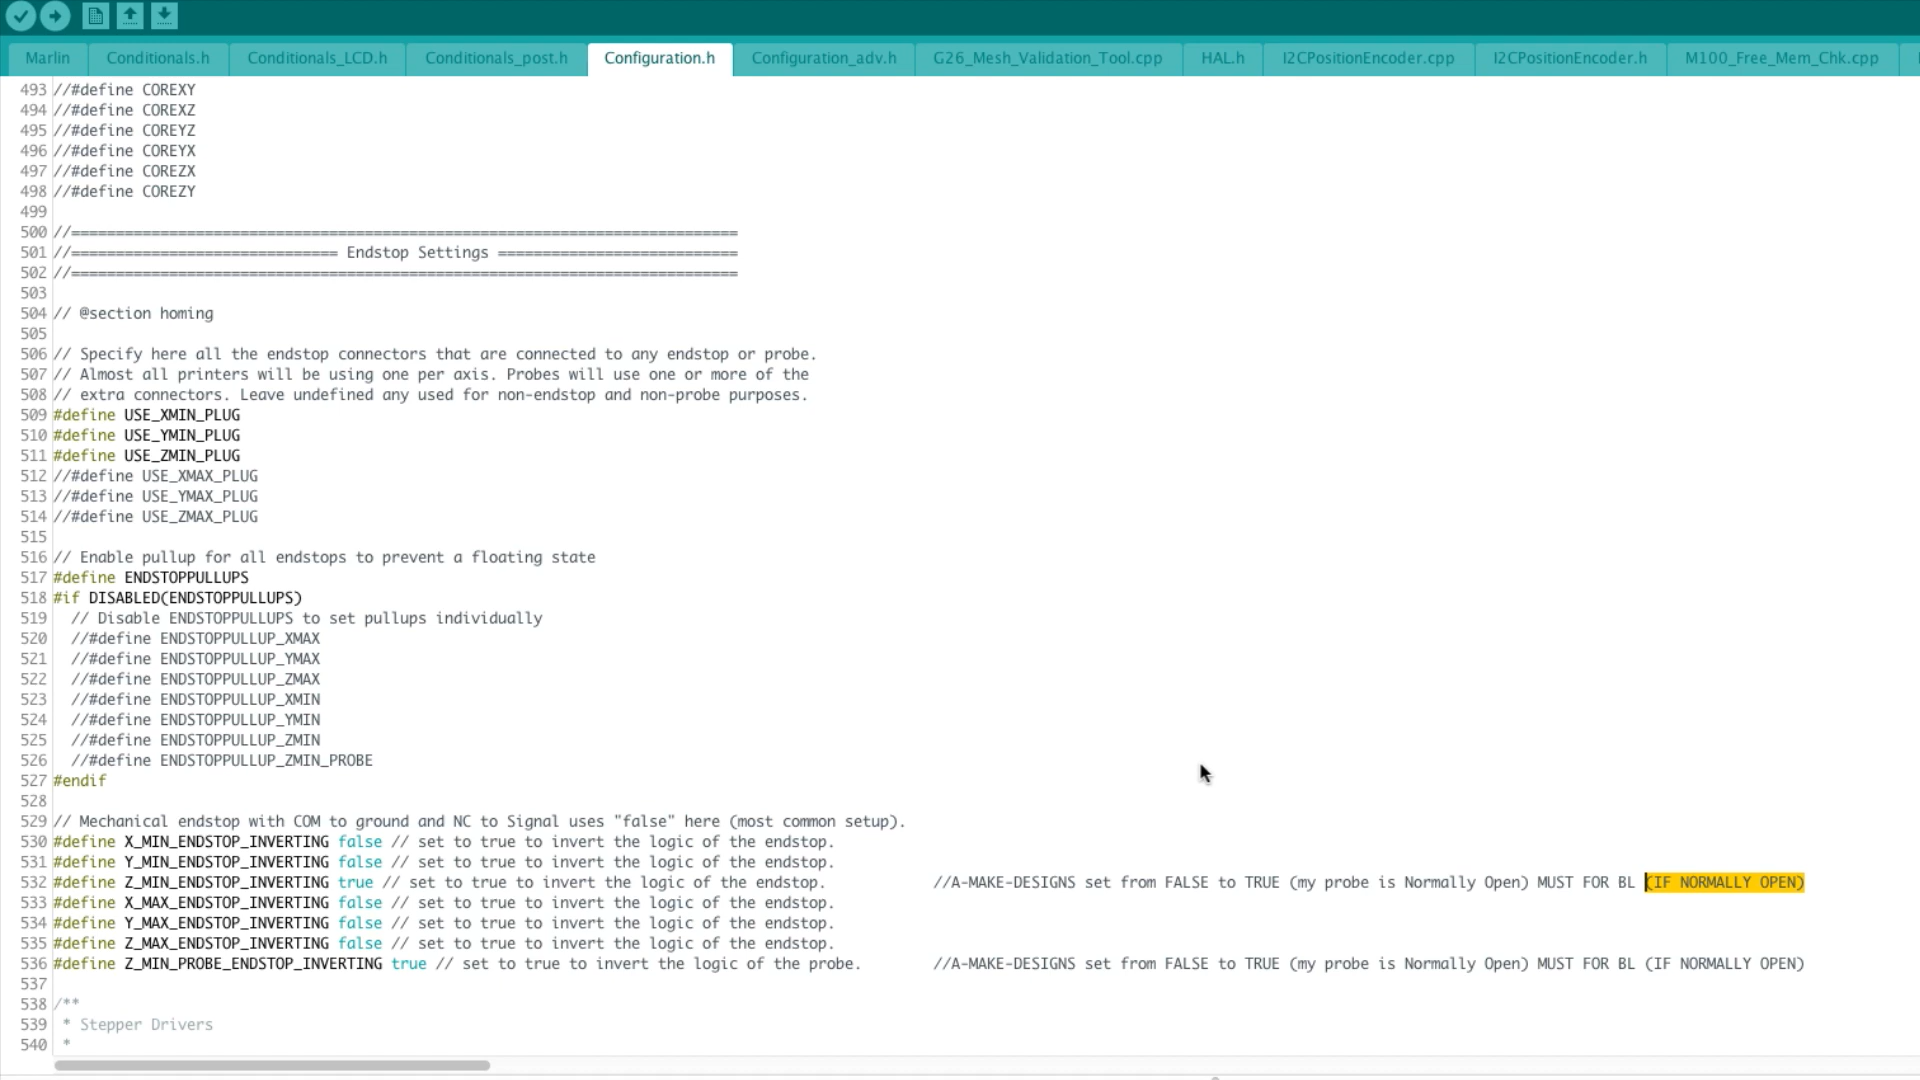 Marlin Conditionals.h Conditionals_LCD.h Conditionals_post.h Configuration.h Configuration_adv.h G26_Mesh_Validation_Tool.cpp HAL.h I2CPositionEncoder.cpp I2CPositionEncoder.h M100_Free_Mem_Chk.cpp
493 //#define COREXY
494 //#define COREXZ
495 //#define COREYZ
496 //#define COREYX
497 //#define COREZX
498 //#define COREZY
499
500 //===========================================================================
501 //============================== Endstop Settings ===========================
502 //===========================================================================
503
504 // @section homing
505
506 // Specify here all the endstop connectors that are connected to any endstop or probe.
507 // Almost all printers will be using one per axis. Probes will use one or more of the
508 // extra connectors. Leave undefined any used for non-endstop and non-probe purposes.
509 #define USE_XMIN_PLUG
510 #define USE_YMIN_PLUG
511 #define USE_ZMIN_PLUG
512 //#define USE_XMAX_PLUG
513 //#define USE_YMAX_PLUG
514 //#define USE_ZMAX_PLUG
515
516 // Enable pullup for all endstops to prevent a floating state
517 #define ENDSTOPPULLUPS
518 #if DISABLED(ENDSTOPPULLUPS)
519   // Disable ENDSTOPPULLUPS to set pullups individually
520   //#define ENDSTOPPULLUP_XMAX
521   //#define ENDSTOPPULLUP_YMAX
522   //#define ENDSTOPPULLUP_ZMAX
523   //#define ENDSTOPPULLUP_XMIN
524   //#define ENDSTOPPULLUP_YMIN
525   //#define ENDSTOPPULLUP_ZMIN
526   //#define ENDSTOPPULLUP_ZMIN_PROBE
527 #endif
528
529 // Mechanical endstop with COM to ground and NC to Signal uses "false" here (most common setup).
530 #define X_MIN_ENDSTOP_INVERTING false // set to true to invert the logic of the endstop.
531 #define Y_MIN_ENDSTOP_INVERTING false // set to true to invert the logic of the endstop.
532 #define Z_MIN_ENDSTOP_INVERTING true // set to true to invert the logic of the endstop. //A-MAKE-DESIGNS set from FALSE to TRUE (my probe is Normally Open) MUST FOR BL (IF NORMALLY OPEN)
533 #define X_MAX_ENDSTOP_INVERTING false // set to true to invert the logic of the endstop.
534 #define Y_MAX_ENDSTOP_INVERTING false // set to true to invert the logic of the endstop.
535 #define Z_MAX_ENDSTOP_INVERTING false // set to true to invert the logic of the endstop.
536 #define Z_MIN_PROBE_ENDSTOP_INVERTING true // set to true to invert the logic of the probe. //A-MAKE-DESIGNS set from FALSE to TRUE (my probe is Normally Open) MUST FOR BL (IF NORMALLY OPEN)
537
538 /**
539  * Stepper Drivers
540  *